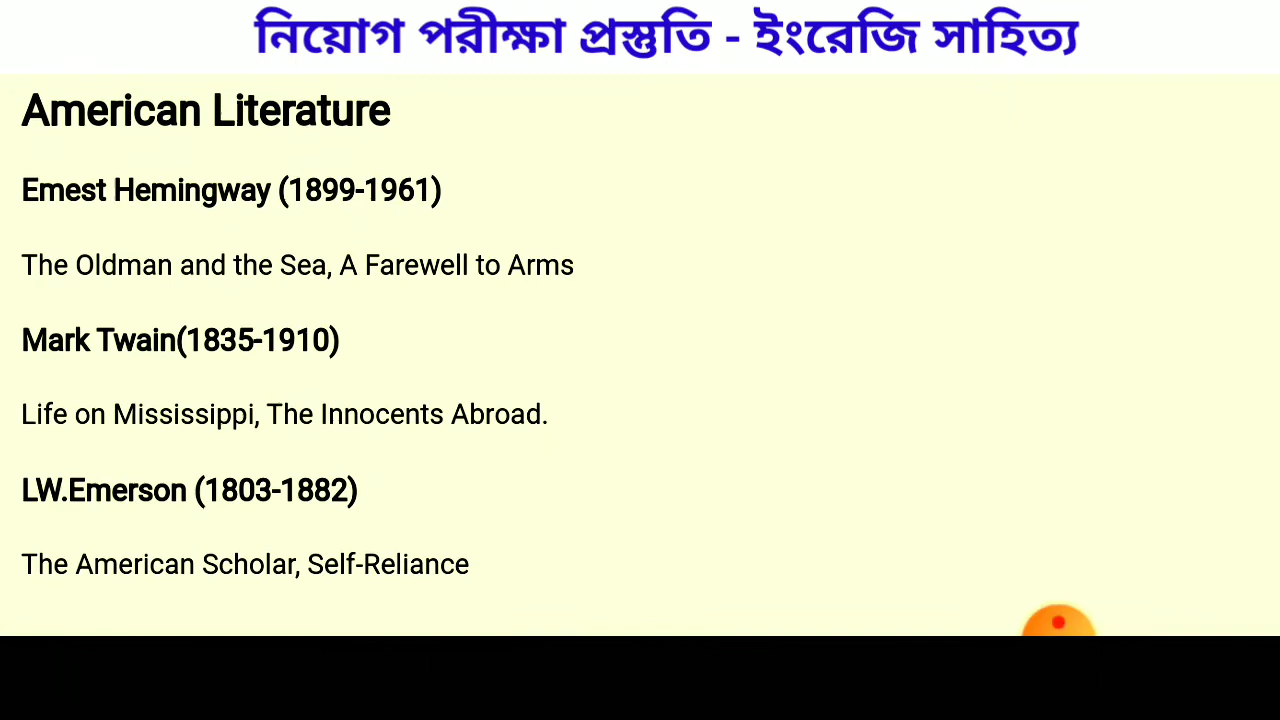 নিয়োগ পরীক্ষা প্রস্তুতি - ইংরেজি সাহিত্য
American Literature
Emest Hemingway (1899-1961)
The Oldman and the Sea, A Farewell to Arms
Mark Twain(1835-1910)
Life on Mississippi, The Innocents Abroad.
LW.Emerson (1803-1882)
The American Scholar, Self-Reliance